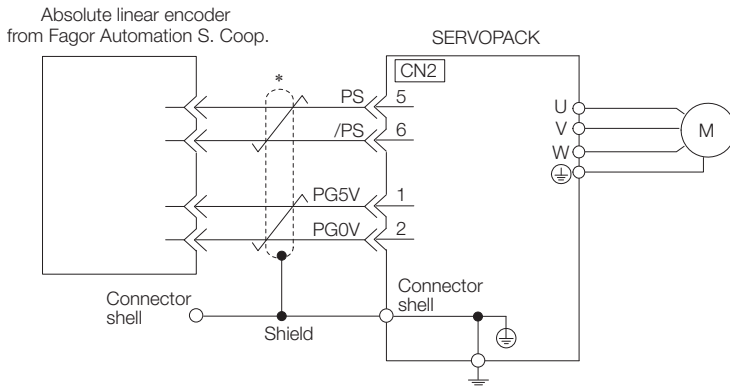 Absolute linear encoder
from Fagor Automation S. Coop.
SERVOPACK
CN2
*
PS
5
/PS
6
PG5V
1
PG0V
2
U
V
W
M
Connector
shell
Shield
Connector
shell